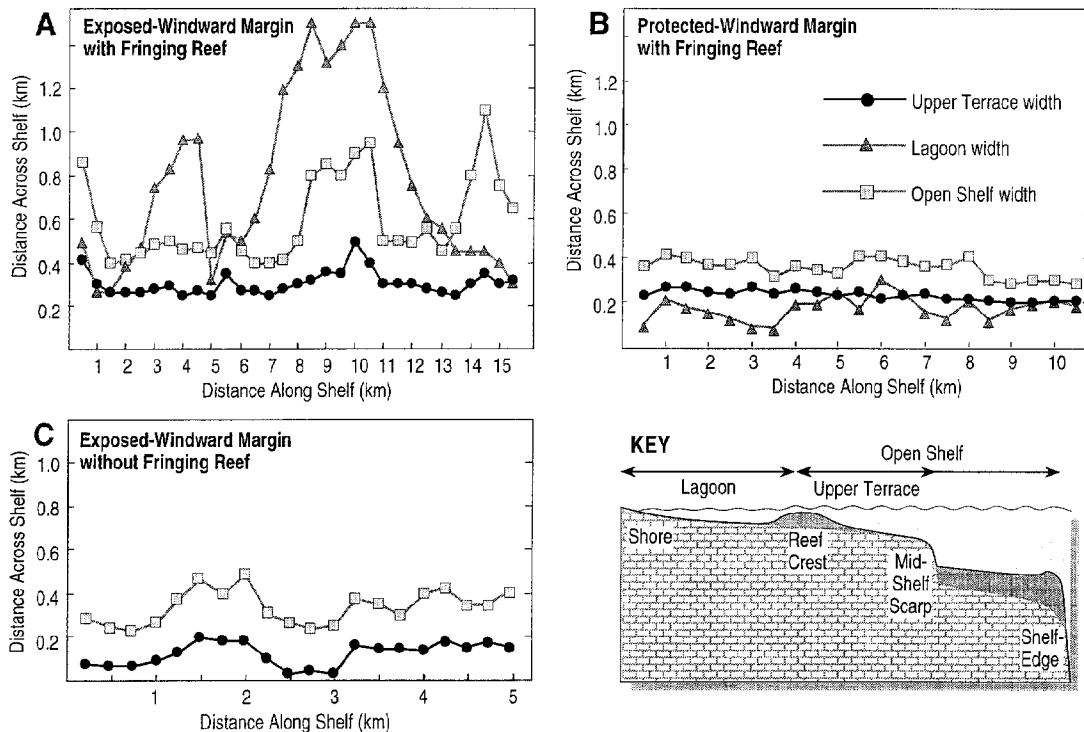 A Exposed-Windward Margin
with Fringing Reef
Distance Across Shelf (km)
1.2
1.0
0.8
0.6
0.4
0.2
1 2 3 4 5 6 7 8 9 10 11 12 13 14 15
Distance Along Shelf (km)
B Protected-Windward Margin
with Fringing Reef
Upper Terrace width
Lagoon width
Open Shelf width
Distance Across Shelf (km)
1.2
1.0
0.8
0.6
0.4
0.2
1 2 3 4 5 6 7 8 9 10
Distance Along Shelf (km)
C Exposed-Windward Margin
without Fringing Reef
Distance Across Shelf (km)
1.0
0.8
0.6
0.4
0.2
1 2 3 4 5
Distance Along Shelf (km)
KEY
Open Shelf
Lagoon Upper Terrace
Shore
Reef
Crest
Mid-
Shelf
Scarp
Shelf-
Edge